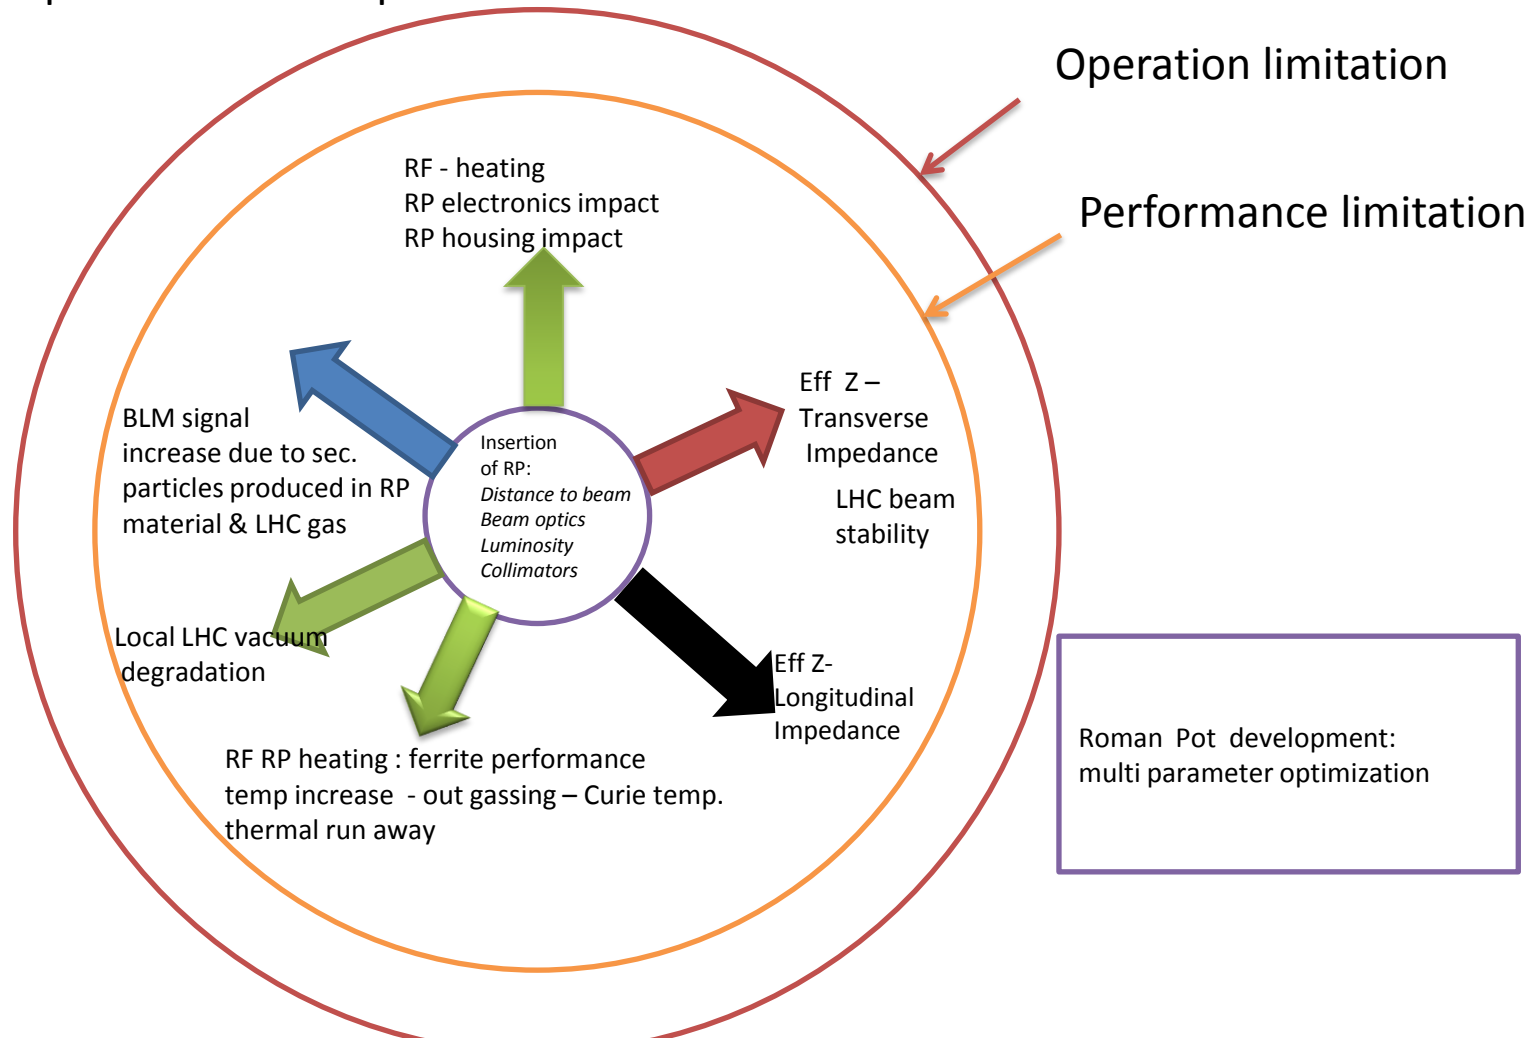 Operation limitation
Performance limitation
RF - heating
RP electronics impact
RP housing impact
Eff Z –
Transverse
Impedance
LHC beam
stability
BLM signal
increase due to sec.
particles produced in RP
material & LHC gas
Insertion
of RP:
Distance to beam
Beam optics
Luminosity
Collimators
Local LHC vacuum
degradation
Eff Z-
Longitudinal
Impedance
RF RP heating : ferrite performance
temp increase - out gassing – Curie temp.
thermal run away
Roman Pot development:
multi parameter optimization